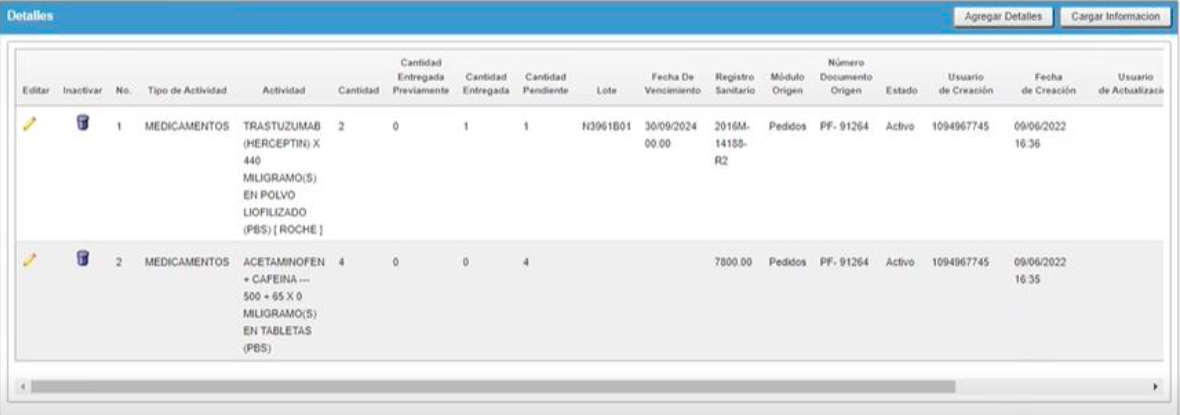 Detalles
Agregar Detalles
Cargar Informacion
Editar Inactivar No. Tipo de Actividad Actividad Cantidad Cantidad Entregada Previamente Cantidad Entregada Cantidad Pendiente Lote Fecha De Vencimiento Registro Sanitario Módulo Origen Número Documento Origen Estado Usuario de Creación Fecha de Creación Usuario
1 MEDICAMENTOS TRASTUZUMAB 2 0 1 1 N3961B01 30/09/2024 2016M- Pedidos PF- 91264 Activo 1094967745 09/06/2022
(HERCEPTIN) X 00:00 14188- 16:36
440 R2
MILIGRAMO(S)
EN POLVO
LIOFILIZADO
(PBS) [ ROCHE ]
2 MEDICAMENTOS ACETAMINOFEN 4 0 0 4 7800.00 Pedidos PF- 91264 Activo 1094967745 09/06/2022
+ CAFEINA --- 16:35
500 + 65 X 0
MILIGRAMO(S)
EN TABLETAS
(PBS)